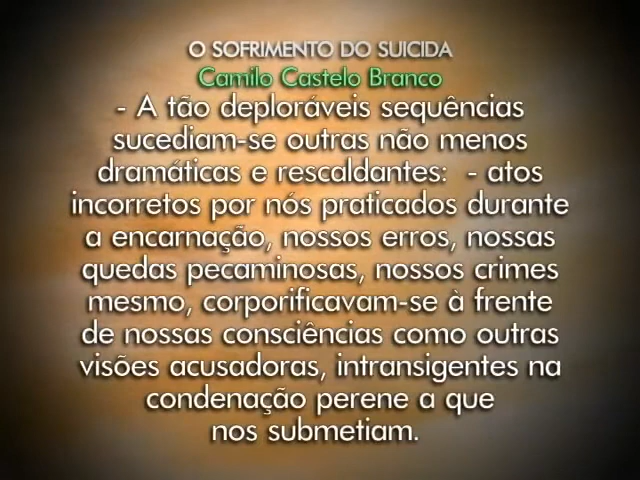 O SOFRIMENTO DO SUICIDA
Camilo Castelo Branco
- A tão deploráveis sequências
sucediam-se outras não menos
dramáticas e rescaldantes:  - atos
incorretos por nós praticados durante
a encarnação, nossos erros, nossas
quedas pecaminosas, nossos crimes
mesmo, corporificavam-se à frente
de nossas consciências como outras
visões acusadoras, intransigentes na
condenação perene a que
nos submetiam.